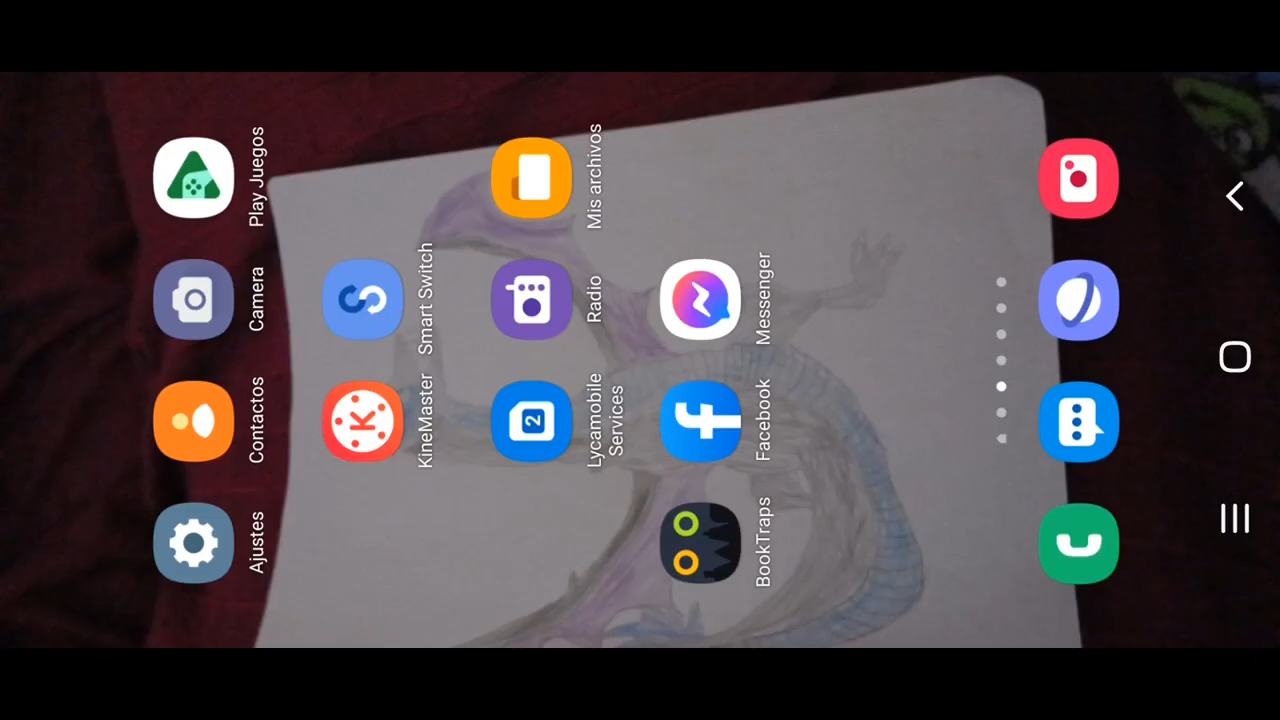 Ajustes
Contactos
Camera
Play Juegos
KineMaster
Smart Switch
Lycamobile
Services
Radio
Mis archivos
BookTraps
Facebook
Messenger